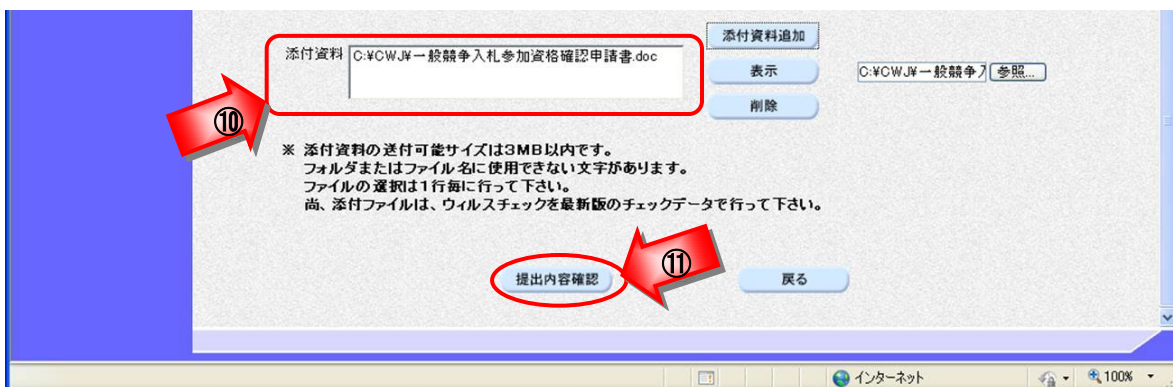 添付資料追加
添付資料 C:¥CWJ¥一般競争入札参加資格確認申請書.doc
表示 C:¥CWJ¥一般競争入 参照...
削除
⑩
※ 添付資料の送付可能サイズは3MB以内です。
フォルダまたはファイル名に使用できない文字があります。
ファイルの選択は1行毎に行って下さい。
尚、添付ファイルは、ウィルスチェックを最新版のチェックデータで行って下さい。
⑪
提出内容確認 戻る
インターネット 100%